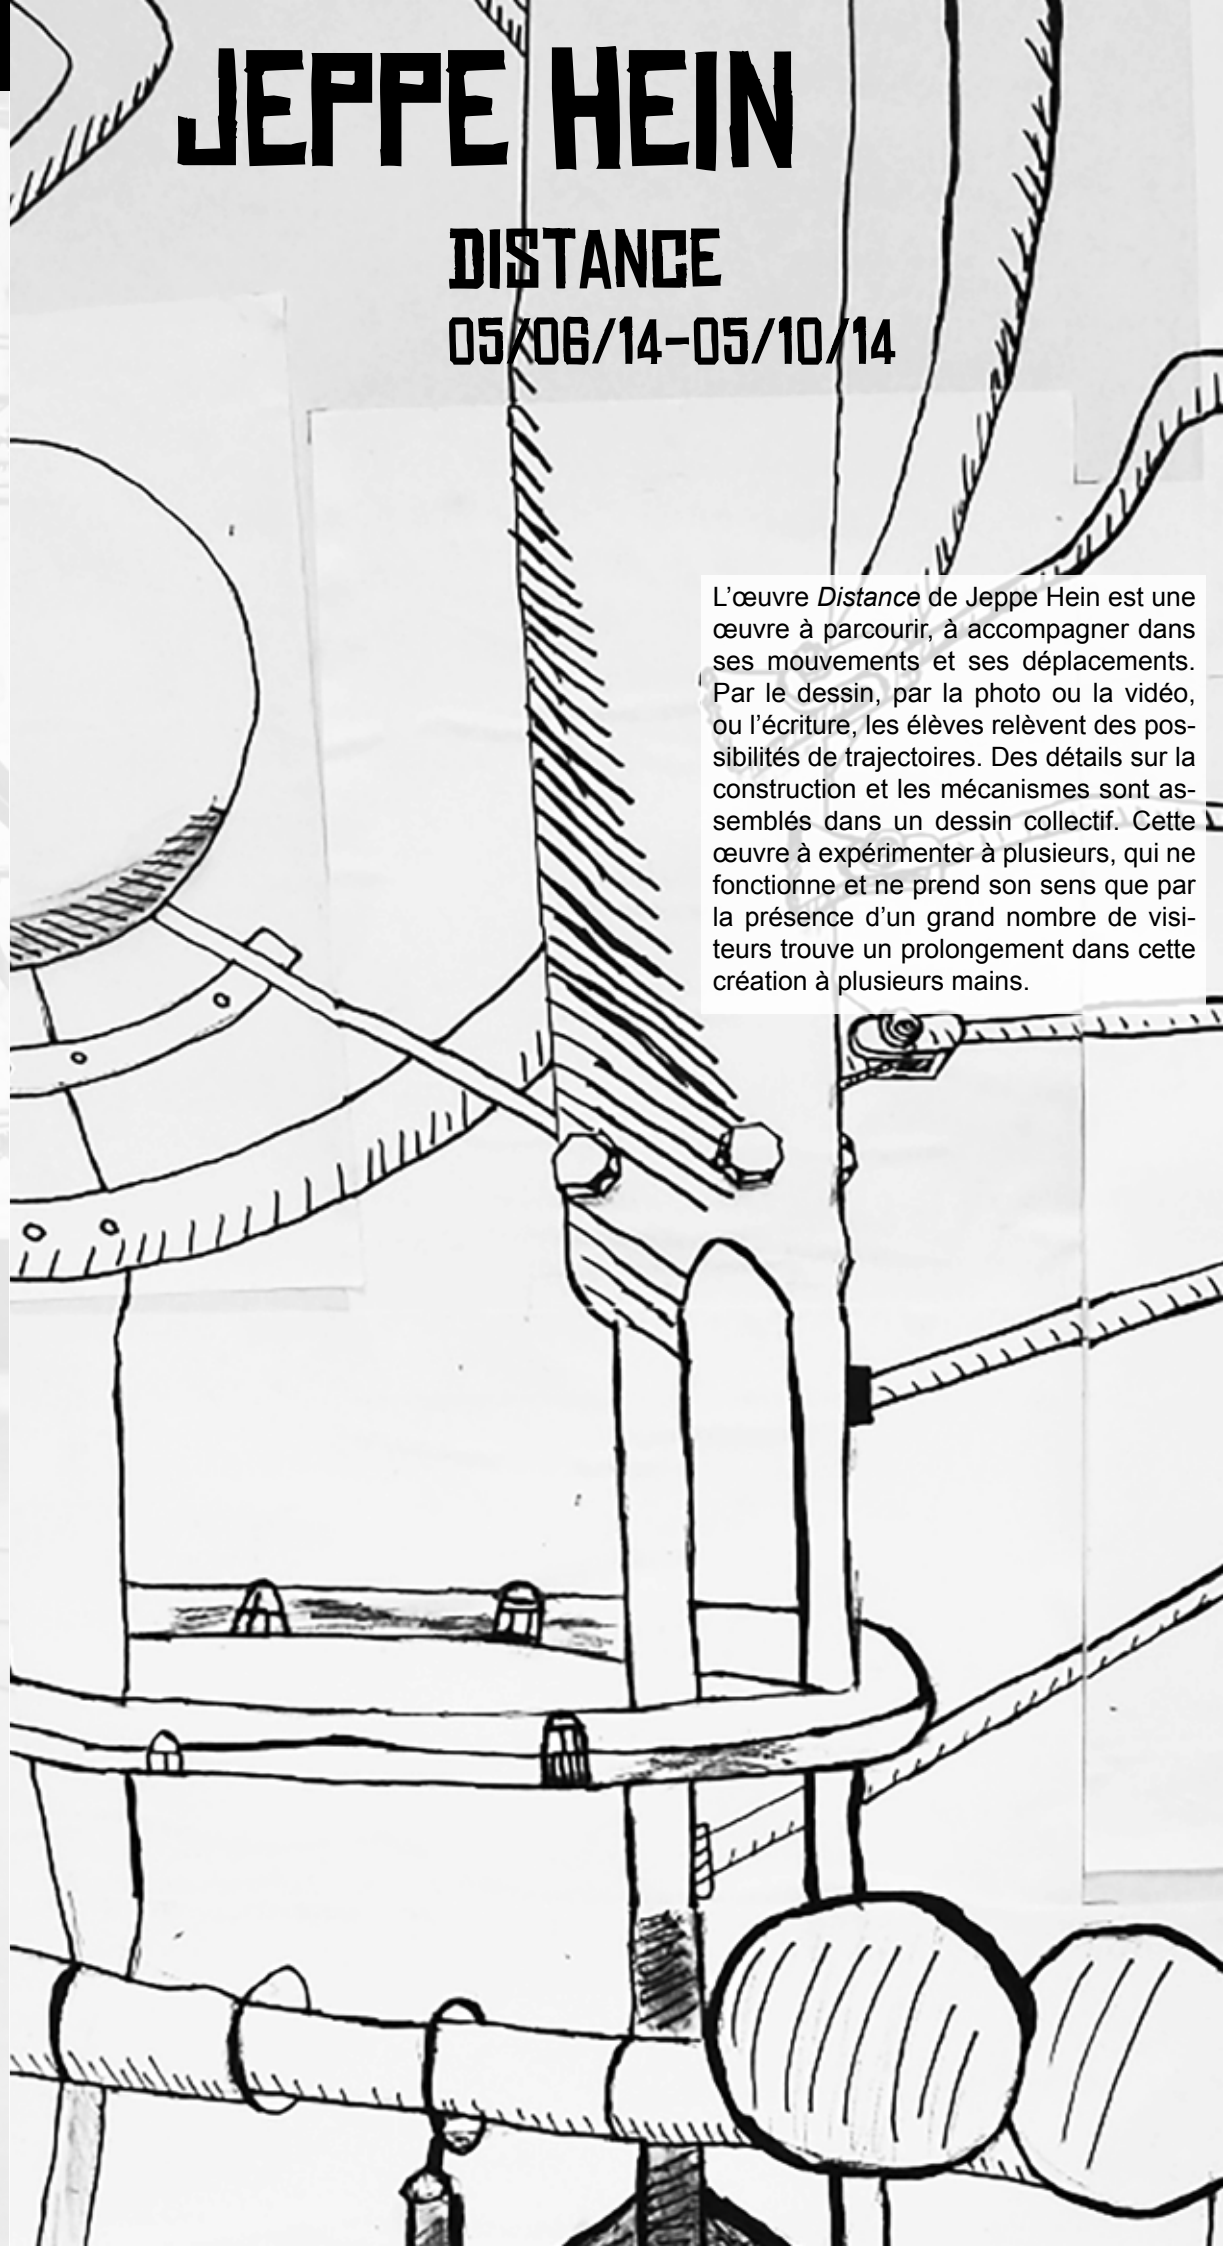 JEPPE HEIN
DISTANCE
05/06/14-05/10/14
L’œuvre Distance de Jeppe Hein est une
œuvre à parcourir, à accompagner dans
ses mouvements et ses déplacements.
Par le dessin, par la photo ou la vidéo,
ou l’écriture, les élèves relèvent des pos-
sibilités de trajectoires. Des détails sur la
construction et les mécanismes sont as-
semblés dans un dessin collectif. Cette
œuvre à expérimenter à plusieurs, qui ne
fonctionne et ne prend son sens que par
la présence d’un grand nombre de visi-
teurs trouve un prolongement dans cette
création à plusieurs mains.